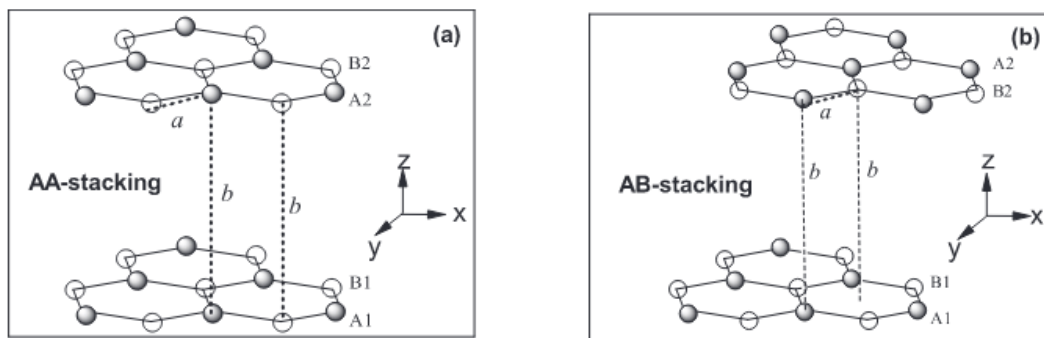 (a)
B2
A2
a
AA-stacking
b
b
z
x
y
B1
A1
(b)
A2
B2
a
AB-stacking
b
b
z
x
y
B1
A1